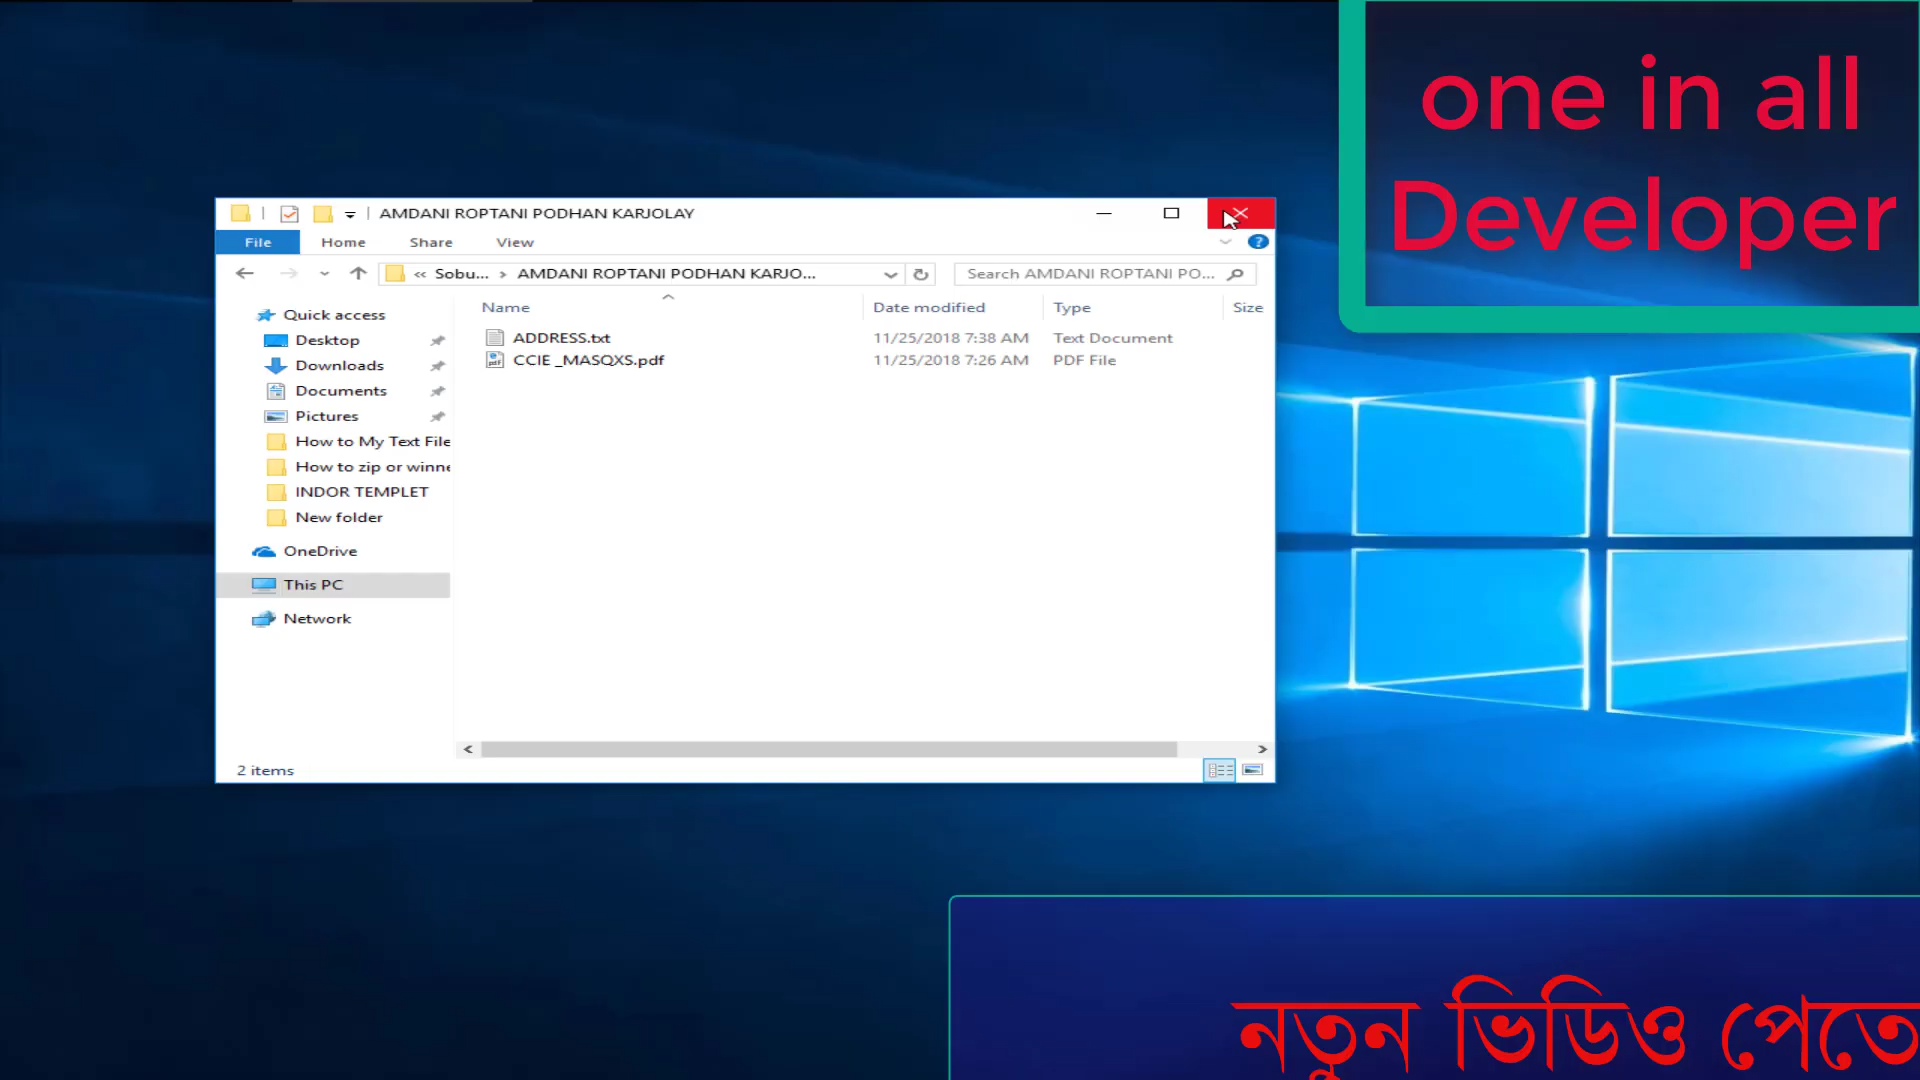 one in all
Developer
AMDANI ROPTANI PODHAN KARJOLAY
File Home Share View
« Sobu... › AMDANI ROPTANI PODHAN KARJO... Search AMDANI ROPTANI PO...
Name Date modified Type Size
ADDRESS.txt 11/25/2018 7:38 AM Text Document
CCIE _MASQXS.pdf 11/25/2018 7:26 AM PDF File
Quick access
Desktop
Downloads
Documents
Pictures
How to My Text File
How to zip or winne
INDOR TEMPLET
New folder
OneDrive
This PC
Network
2 items
নতুন ভিডিও পেতে